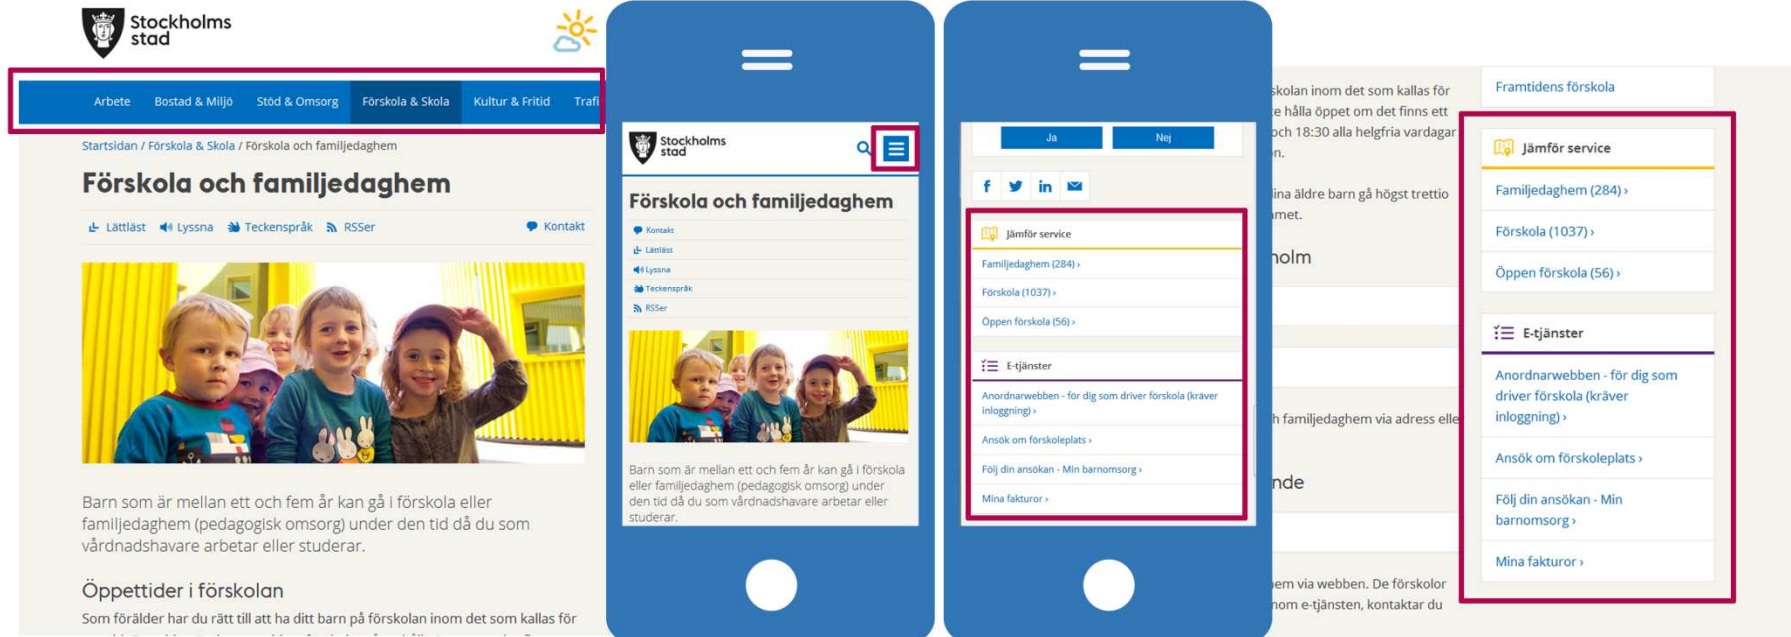 Stockholms
stad
Arbete Bostad & Miljö Stöd & Omsorg Förskola & Skola Kultur & Fritid Trafi
Startsidan / Förskola & Skola / Förskola och familjedaghem
Förskola och familjedaghem
Lättläst Lyssna Teckenspråk RSSer Kontakt
Barn som är mellan ett och fem år kan gå i förskola eller
familjedaghem (pedagogisk omsorg) under den tid då du som
vårdnadshavare arbetar eller studerar.
Öppettider i förskolan
Som förälder har du rätt till att ha ditt barn på förskolan inom det som kallas för
Stockholms
stad
Förskola och familjedaghem
Kontakt
Lättläst
Lyssna
Teckenspråk
RSSer
Barn som är mellan ett och fem år kan gå i förskola
eller familjedaghem (pedagogisk omsorg) under
den tid då du som vårdnadshavare arbetar eller
studerar.
Ja Nej
Jämför service
Familjedaghem (284) ›
Förskola (1037) ›
Öppen förskola (56) ›
E-tjänster
Anordnarwebben - för dig som driver förskola (kräver
inloggning) ›
Ansök om förskoleplats ›
Följ din ansökan - Min barnomsorg ›
Mina fakturor ›
skolan inom det som kallas för
e hålla öppet om det finns ett
och 18:30 alla helgfria vardagar
n.
ina äldre barn gå högst trettio
met.
holm
h familjedaghem via adress elle
nde
em via webben. De förskolor
nom e-tjänsten, kontaktar du
Framtidens förskola
Jämför service
Familjedaghem (284) ›
Förskola (1037) ›
Öppen förskola (56) ›
E-tjänster
Anordnarwebben - för dig som
driver förskola (kräver
inloggning) ›
Ansök om förskoleplats ›
Följ din ansökan - Min
barnomsorg ›
Mina fakturor ›